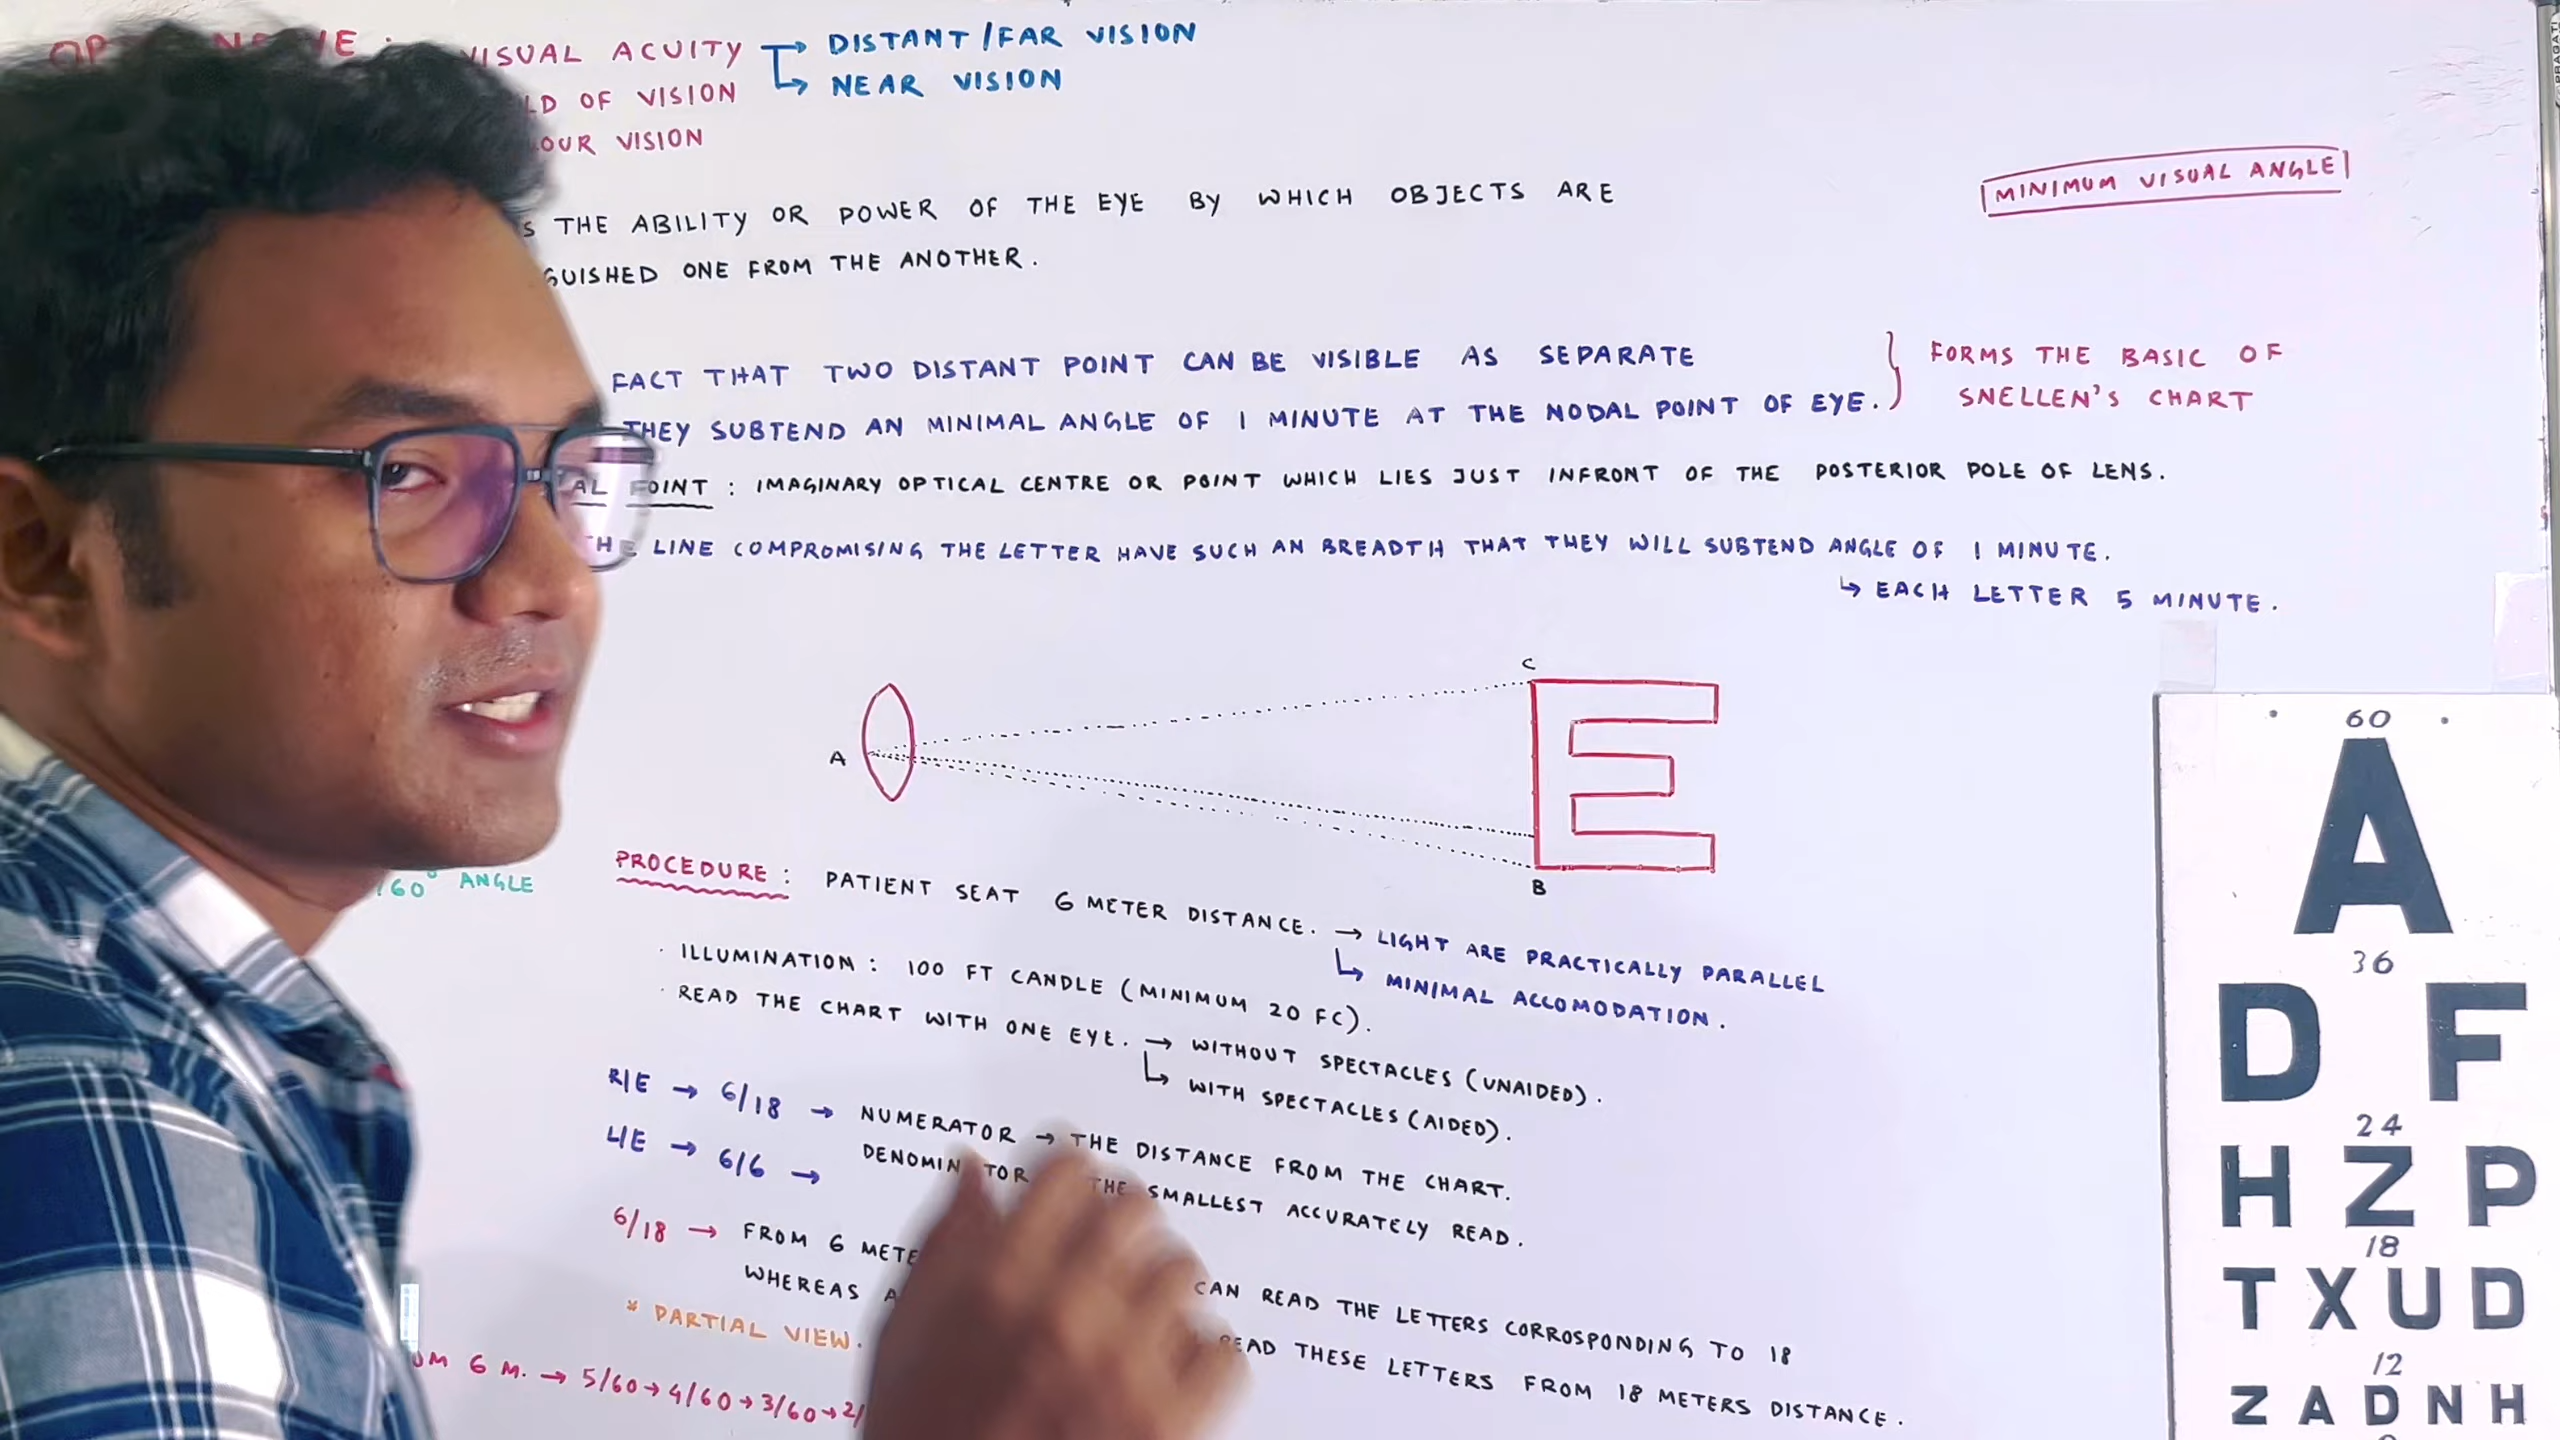 VISUAL ACUITY → DISTANT/FAR VISION
↳ NEAR VISION
OF VISION
VISION
MINIMUM VISUAL ANGLE
THE ABILITY OR POWER OF THE EYE BY WHICH OBJECTS ARE
ONE FROM THE ANOTHER.
FACT THAT TWO DISTANT POINT CAN BE VISIBLE AS SEPARATE
THEY SUBTEND AN MINIMAL ANGLE OF 1 MINUTE AT THE NODAL POINT OF EYE.
FORMS THE BASIC OF
SNELLEN'S CHART
POINT : IMAGINARY OPTICAL CENTRE OR POINT WHICH LIES JUST INFRONT OF THE POSTERIOR POLE OF LENS.
LINE COMPROMISING THE LETTER HAVE SUCH AN BREADTH THAT THEY WILL SUBTEND ANGLE OF 1 MINUTE.
↳ EACH LETTER 5 MINUTE.
C
A
E
B
/60° ANGLE
PROCEDURE : PATIENT SEAT 6 METER DISTANCE. → LIGHT ARE PRACTICALLY PARALLEL
↳ MINIMAL ACCOMODATION.
· ILLUMINATION : 100 FT CANDLE (MINIMUM 20 FC).
· READ THE CHART WITH ONE EYE. → WITHOUT SPECTACLES (UNAIDED).
↳ WITH SPECTACLES (AIDED).
R/E → 6/18 → NUMERATOR → THE DISTANCE FROM THE CHART.
L/E → 6/6 → DENOMIN TOR THE SMALLEST ACCURATELY READ.
6/18 → FROM 6 METE CAN READ THE LETTERS CORROSPONDING TO 18
WHEREAS READ THESE LETTERS FROM 18 METERS DISTANCE.
* PARTIAL VIEW.
6 M. → 5/60 → 4/60 → 3/60 → 2/
60
A
36
D F
24
H Z P
18
T X U D
12
Z A D N H
PRAGATI